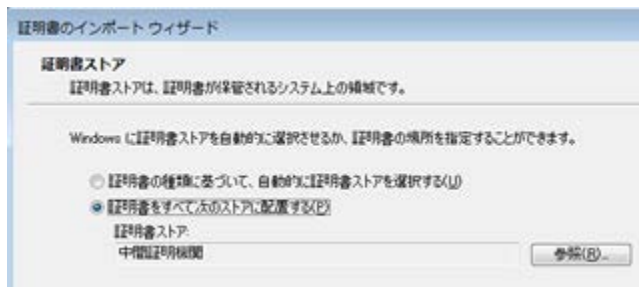 証明書のインポート ウィザード
証明書ストア
証明書ストアは、証明書が保管されるシステム上の領域です。
Windows に証明書ストアを自動的に選択させるか、証明書の場所を指定することができます。
証明書の種類に基づいて、自動的に証明書ストアを選択する(U)
証明書をすべて次のストアに配置する(P)
証明書ストア:
中間証明機関
参照(R)...